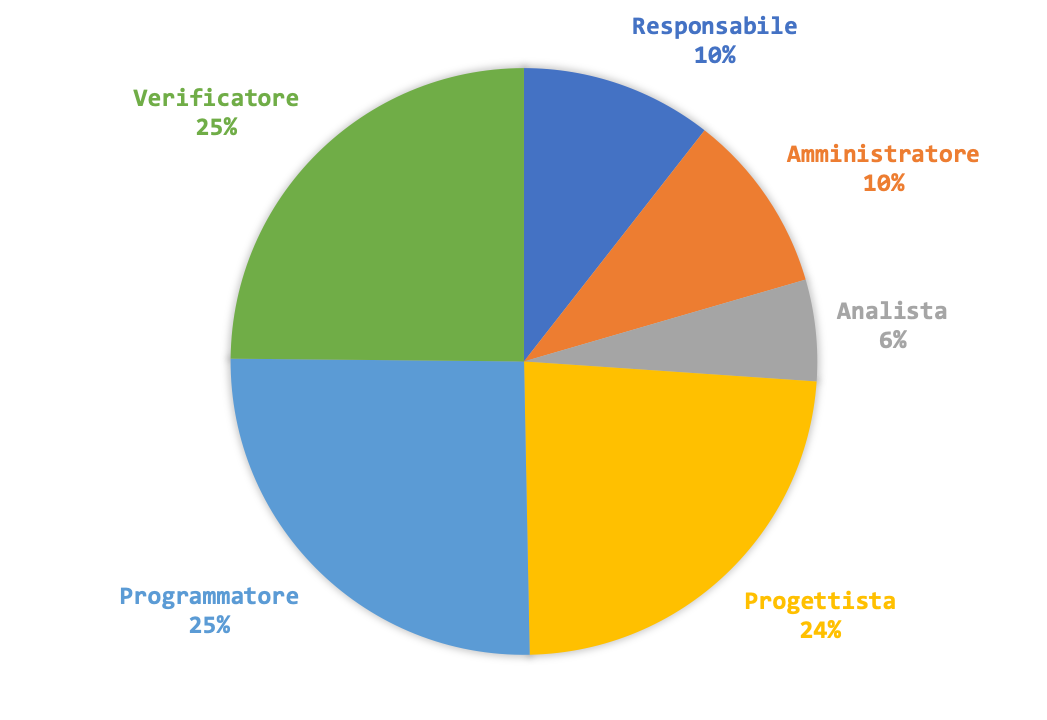 Responsabile
10%
Amministratore
10%
Analista
6%
Progettista
24%
Programmatore
25%
Verificatore
25%